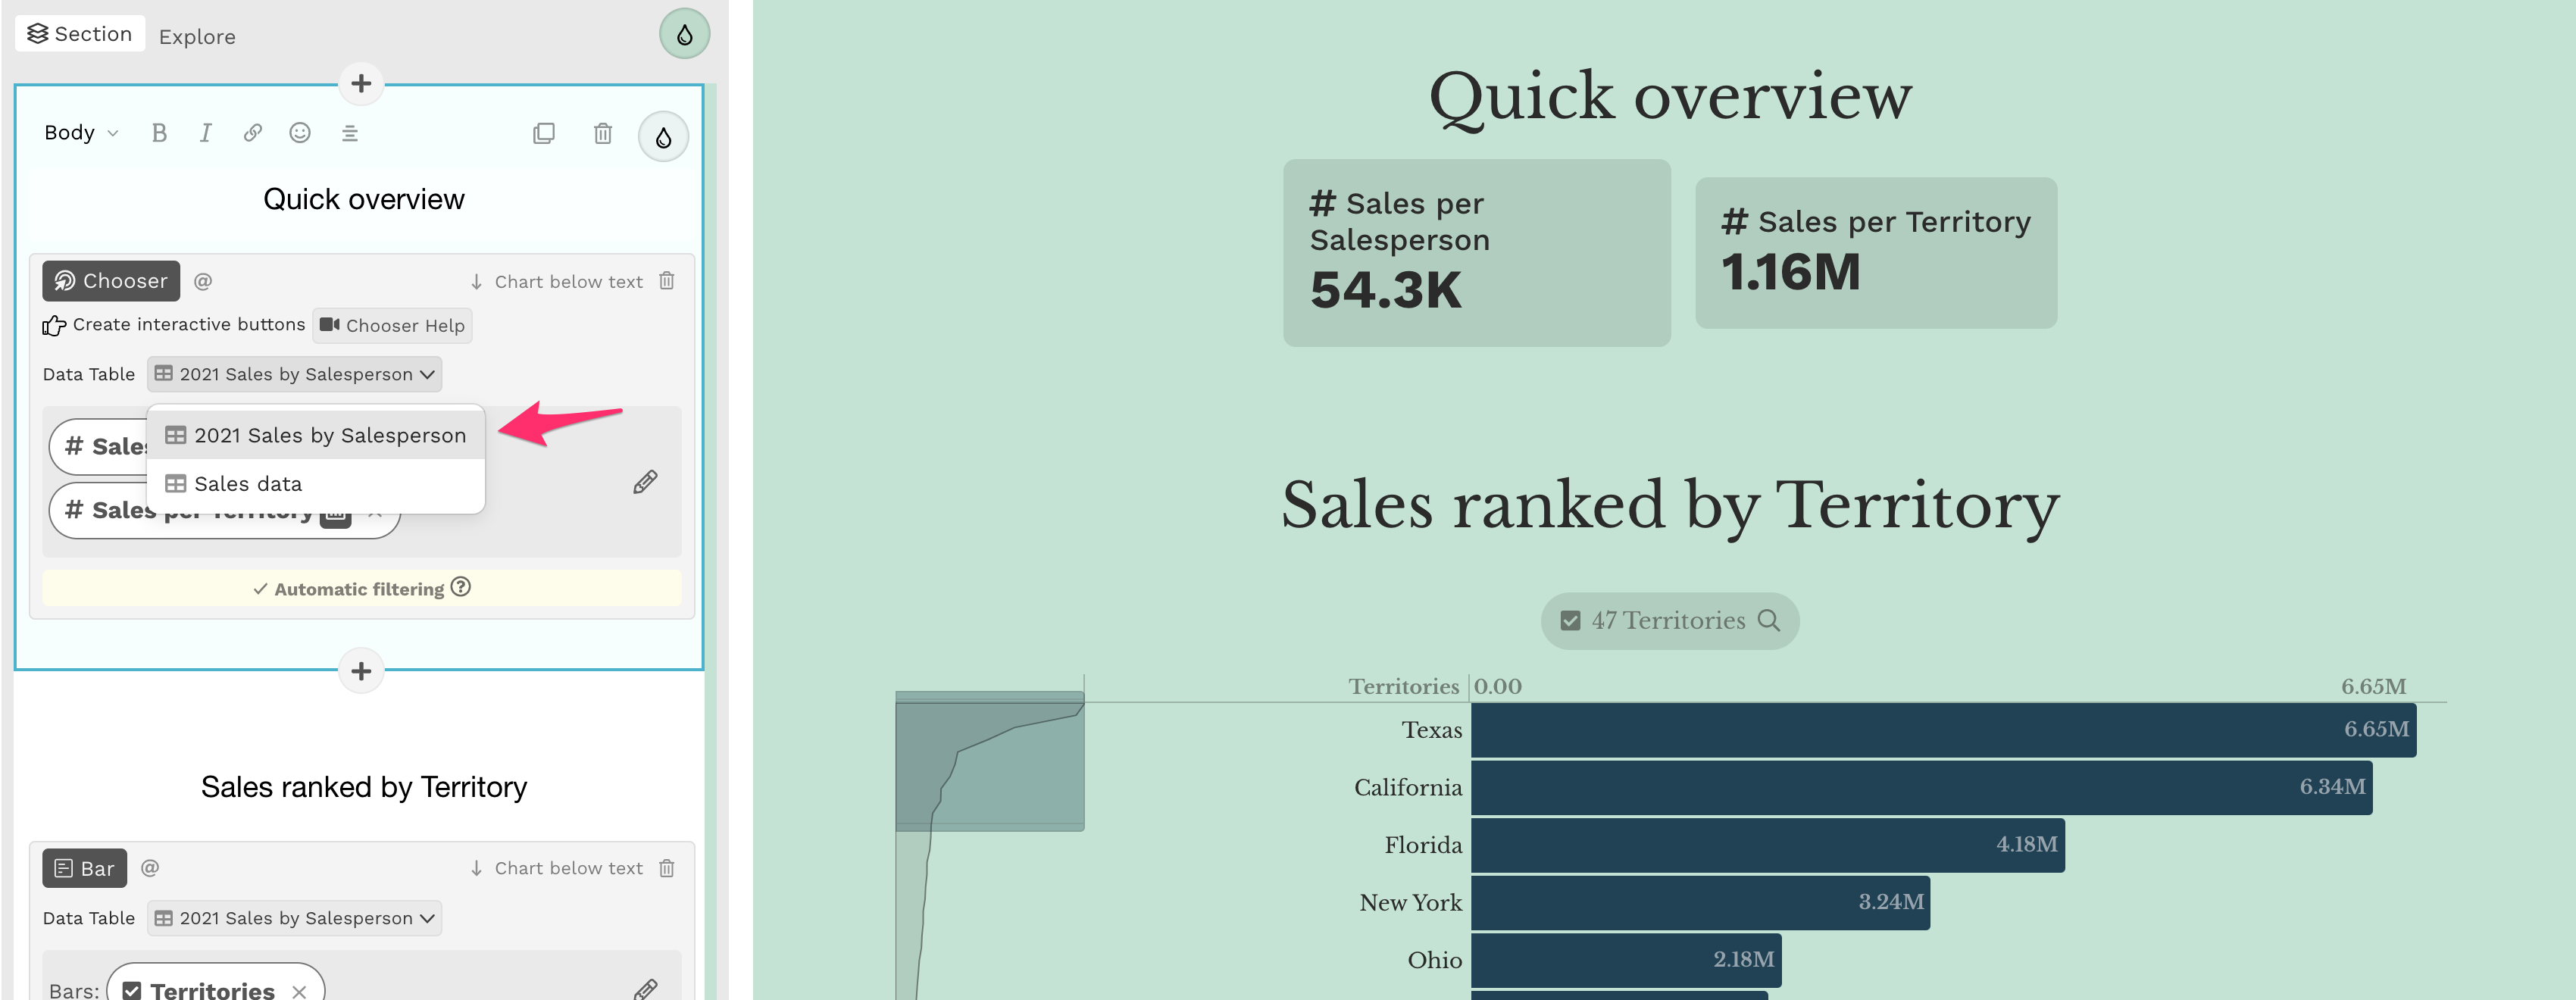 Section Explore
Body B I
Quick overview
Chooser @ Chart below text
Create interactive buttons Chooser Help
Data Table 2021 Sales by Salesperson
2021 Sales by Salesperson
Sales data
# Sales
# Sales per Territory
Automatic filtering ?
Sales ranked by Territory
Bar @ Chart below text
Data Table 2021 Sales by Salesperson
Bars: Territories ×
Quick overview
# Sales per
Salesperson
54.3K
# Sales per Territory
1.16M
Sales ranked by Territory
47 Territories
Territories 0.00 6.65M
Texas 6.65M
California 6.34M
Florida 4.18M
New York 3.24M
Ohio 2.18M